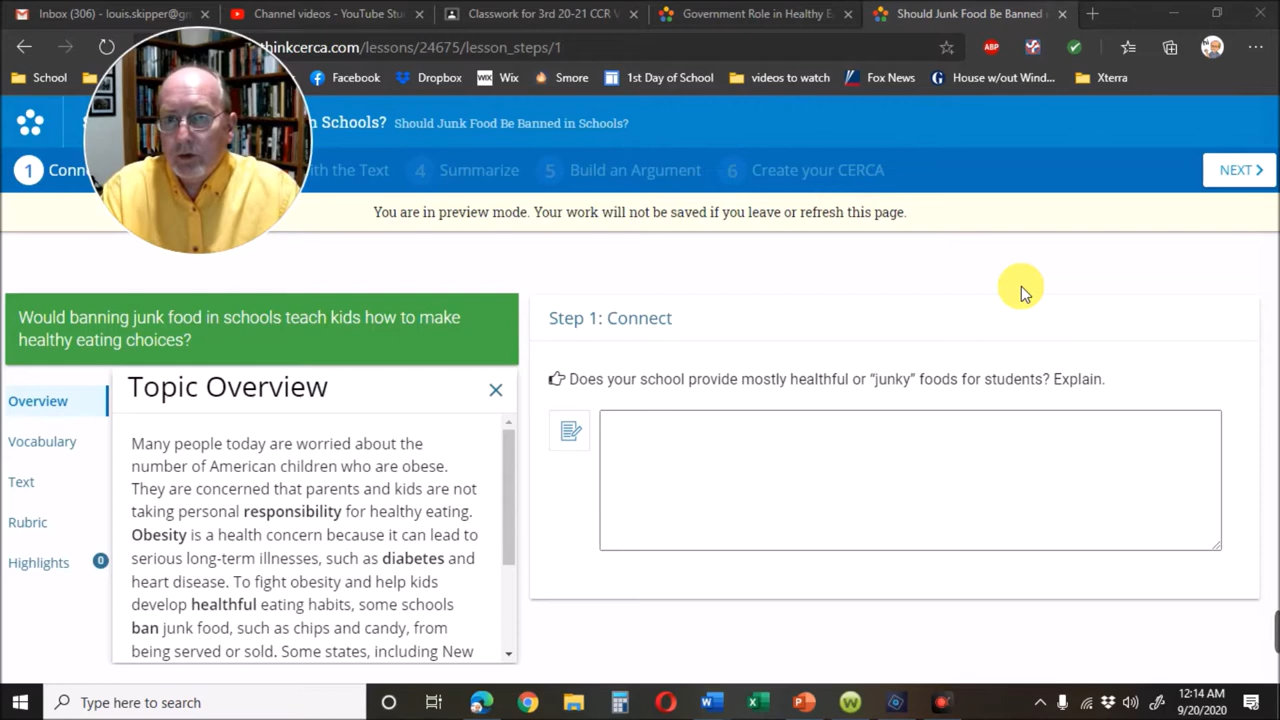 Inbox (306) - louis.skipper@gm
Channel videos - YouTube Stu
Classwork for 3rd 20-21 CCR V
Government Role in Healthy E
Should Junk Food Be Banned
thinkcerca.com/lessons/24675/lesson_steps/1
ABP
School
Facebook
Dropbox
WIX Wix
Smore
1st Day of School
videos to watch
Fox News
House w/out Wind...
Xterra
n Schools? Should Junk Food Be Banned in Schools?
1 Conne
h the Text
4 Summarize
5 Build an Argument
6 Create your CERCA
NEXT
You are in preview mode. Your work will not be saved if you leave or refresh this page.
Would banning junk food in schools teach kids how to make
healthy eating choices?
Overview
Vocabulary
Text
Rubric
Highlights 0
Topic Overview
Many people today are worried about the
number of American children who are obese.
They are concerned that parents and kids are not
taking personal responsibility for healthy eating.
Obesity is a health concern because it can lead to
serious long-term illnesses, such as diabetes and
heart disease. To fight obesity and help kids
develop healthful eating habits, some schools
ban junk food, such as chips and candy, from
being served or sold. Some states, including New
Step 1: Connect
Does your school provide mostly healthful or “junky” foods for students? Explain.
Type here to search
12:14 AM
9/20/2020